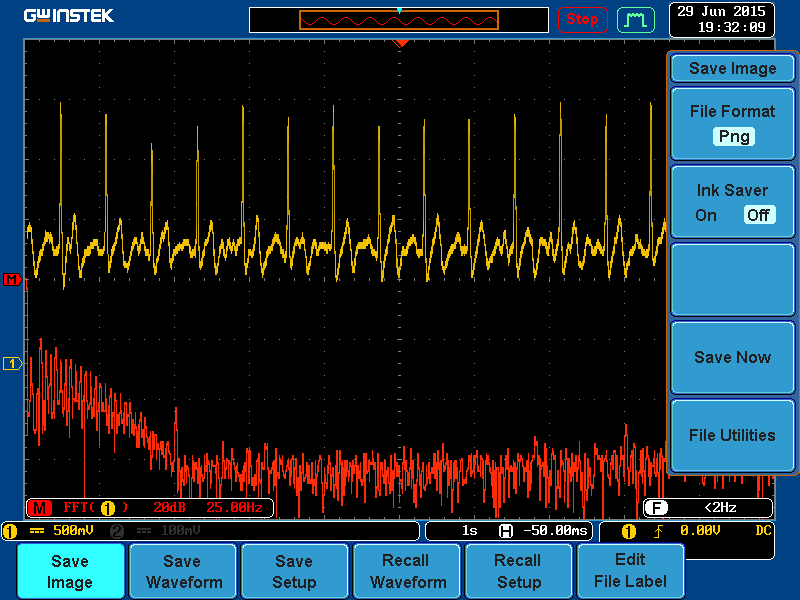 GWINSTEK
Stop
29 Jun 2015
19:32:09
Save Image
File Format
Png
Ink Saver
On Off
Save Now
File Utilities
M
1
M FFT( 1 ) 20dB 25.00Hz
F <2Hz
1 500mV 2 100mV
1s H -50.00ms
1 0.00V DC
Save Image
Save Waveform
Save Setup
Recall Waveform
Recall Setup
Edit File Label